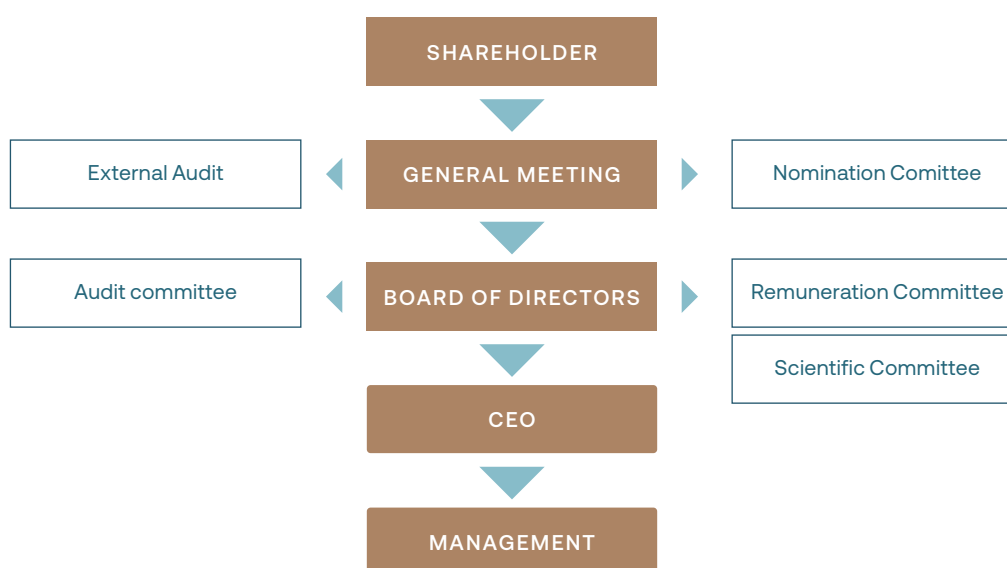 SHAREHOLDER
External Audit
GENERAL MEETING
Nomination Comittee
Audit committee
BOARD OF DIRECTORS
Remuneration Committee
Scientific Committee
CEO
MANAGEMENT